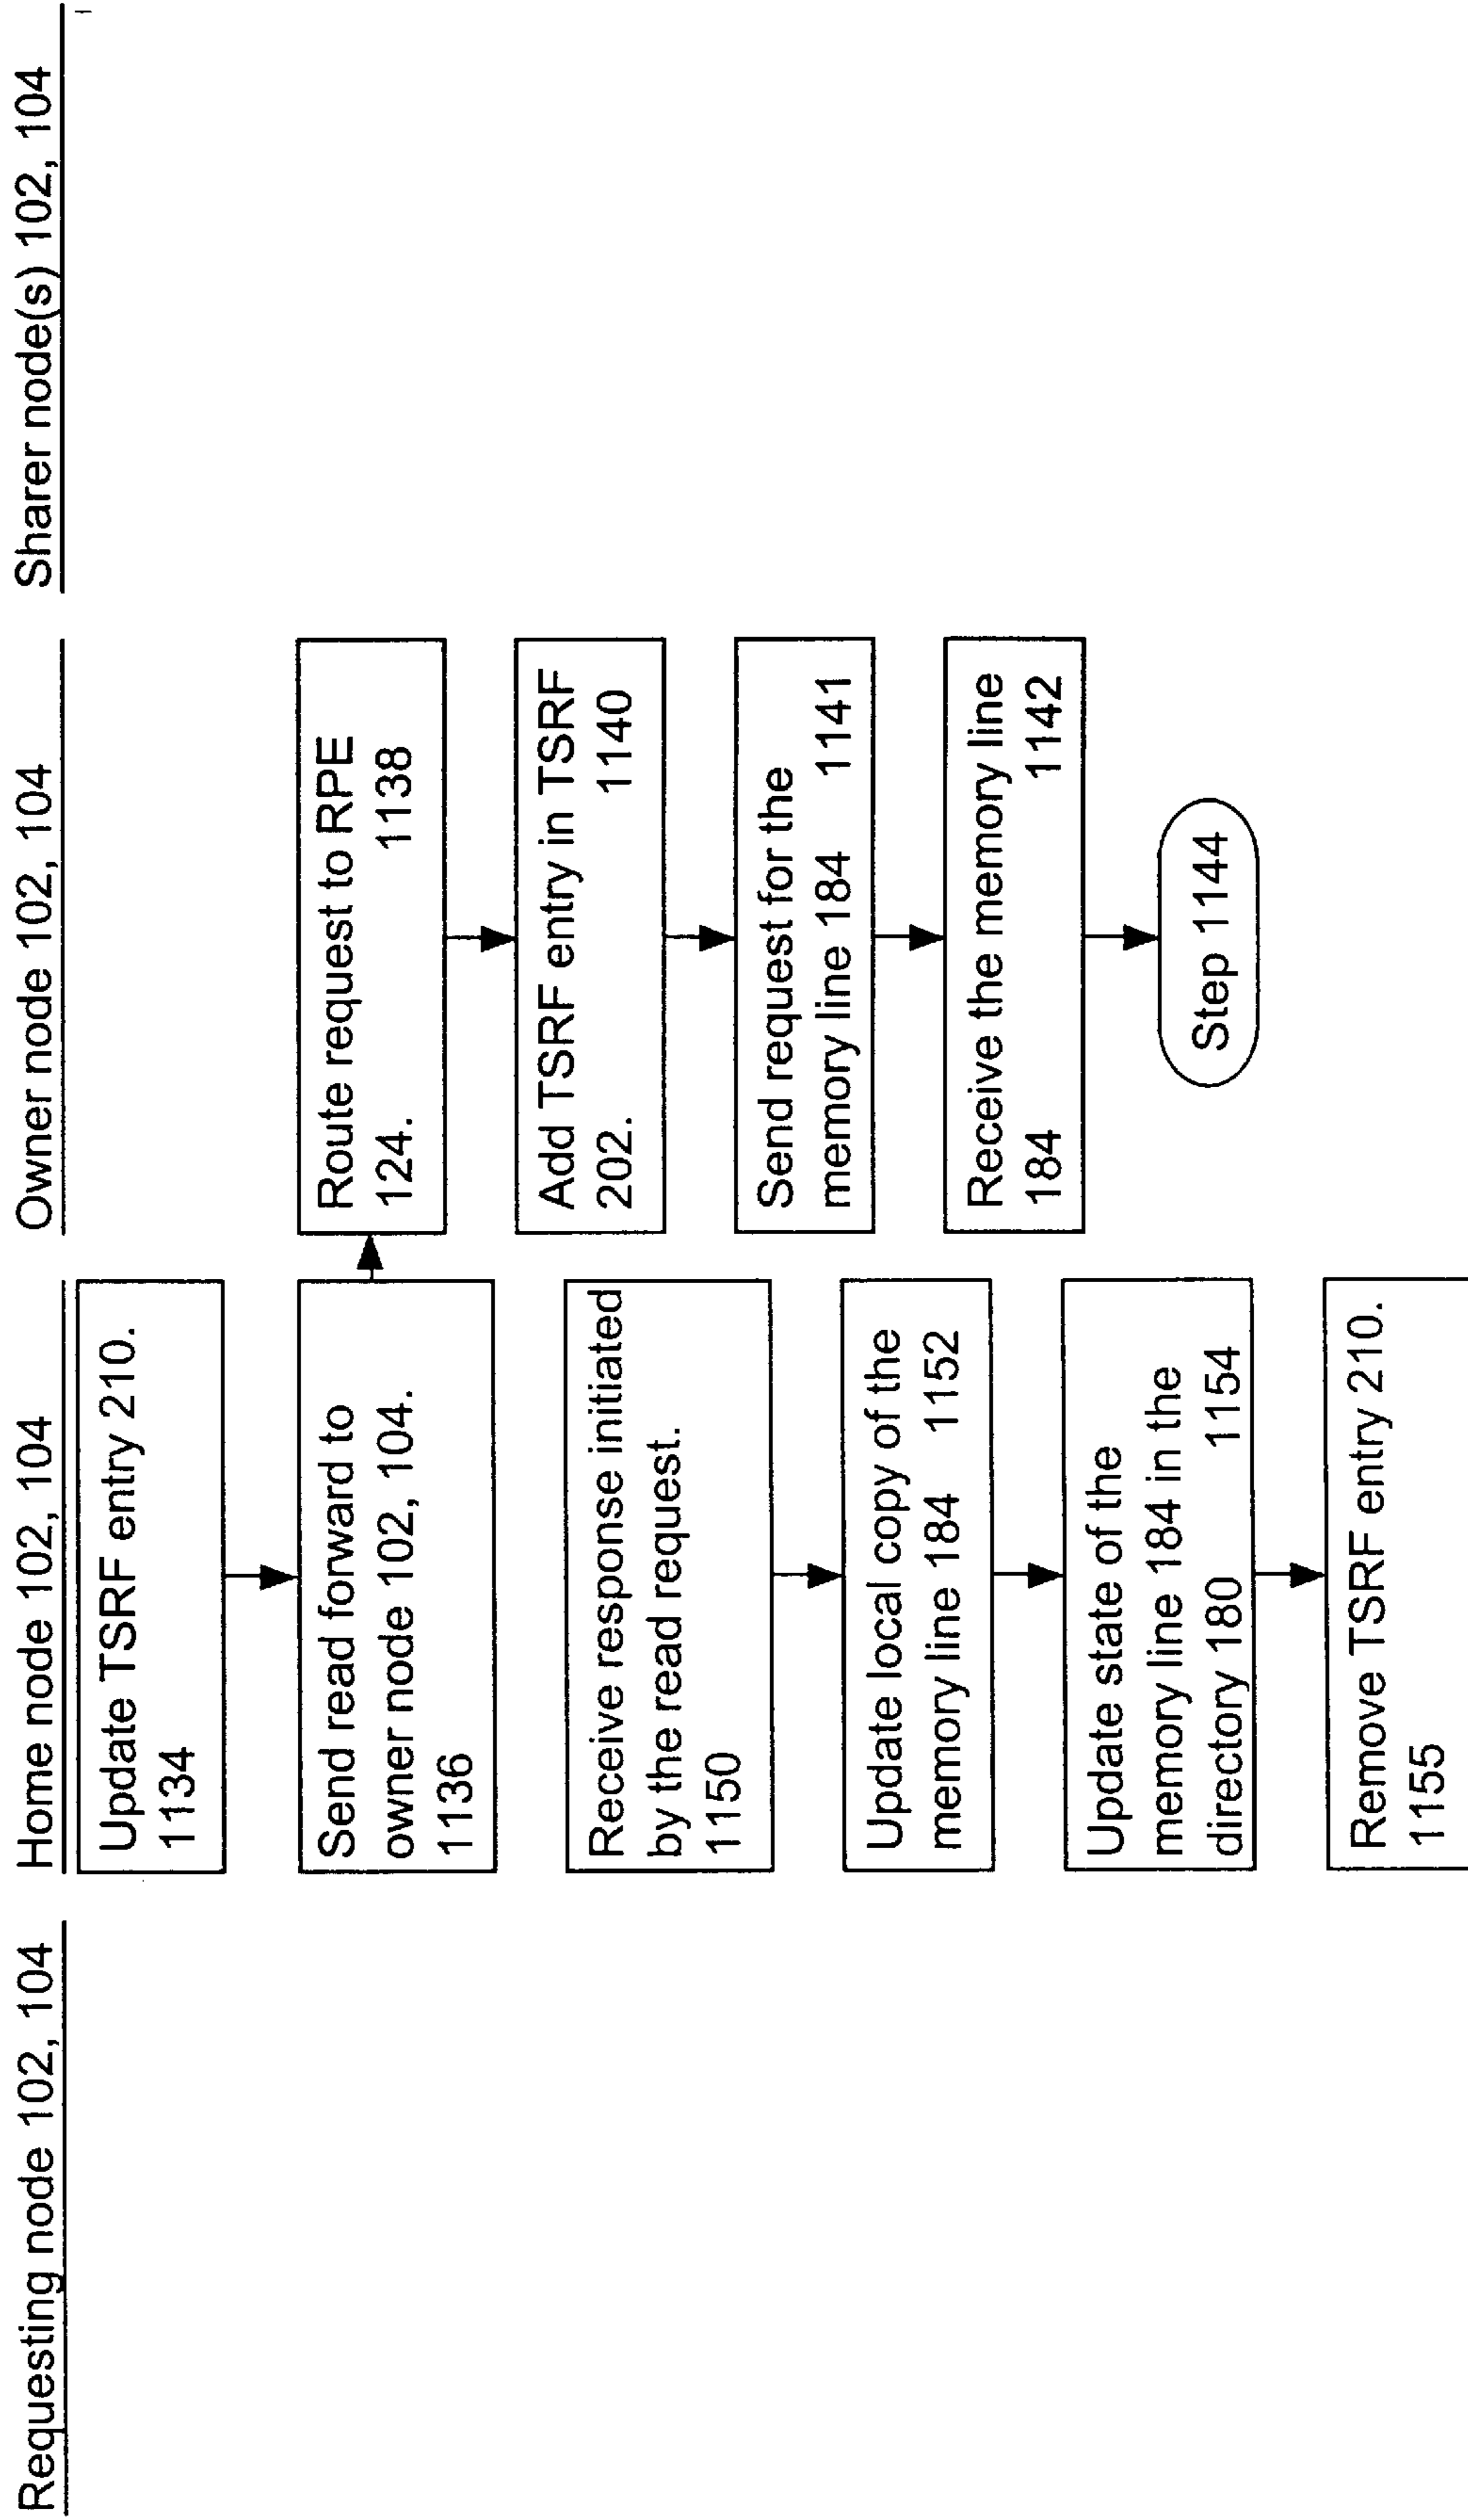 Requesting node 102, 104
Home node 102, 104
Owner node 102, 104
Sharer node(s) 102, 104
Update TSRF entry 210.
1134
Send read forward to
owner node 102, 104.
1136
Receive response initiated
by the read request.
1150
Update local copy of the
memory line 184 1152
Update state of the
memory line 184 in the
directory 180 1154
Remove TSRF entry 210.
1155
Route request to RPE
124. 1138
Add TSRF entry in TSRF
202. 1140
Send request for the
memory line 184 1141
Receive the memory line
184 1142
Step 1144